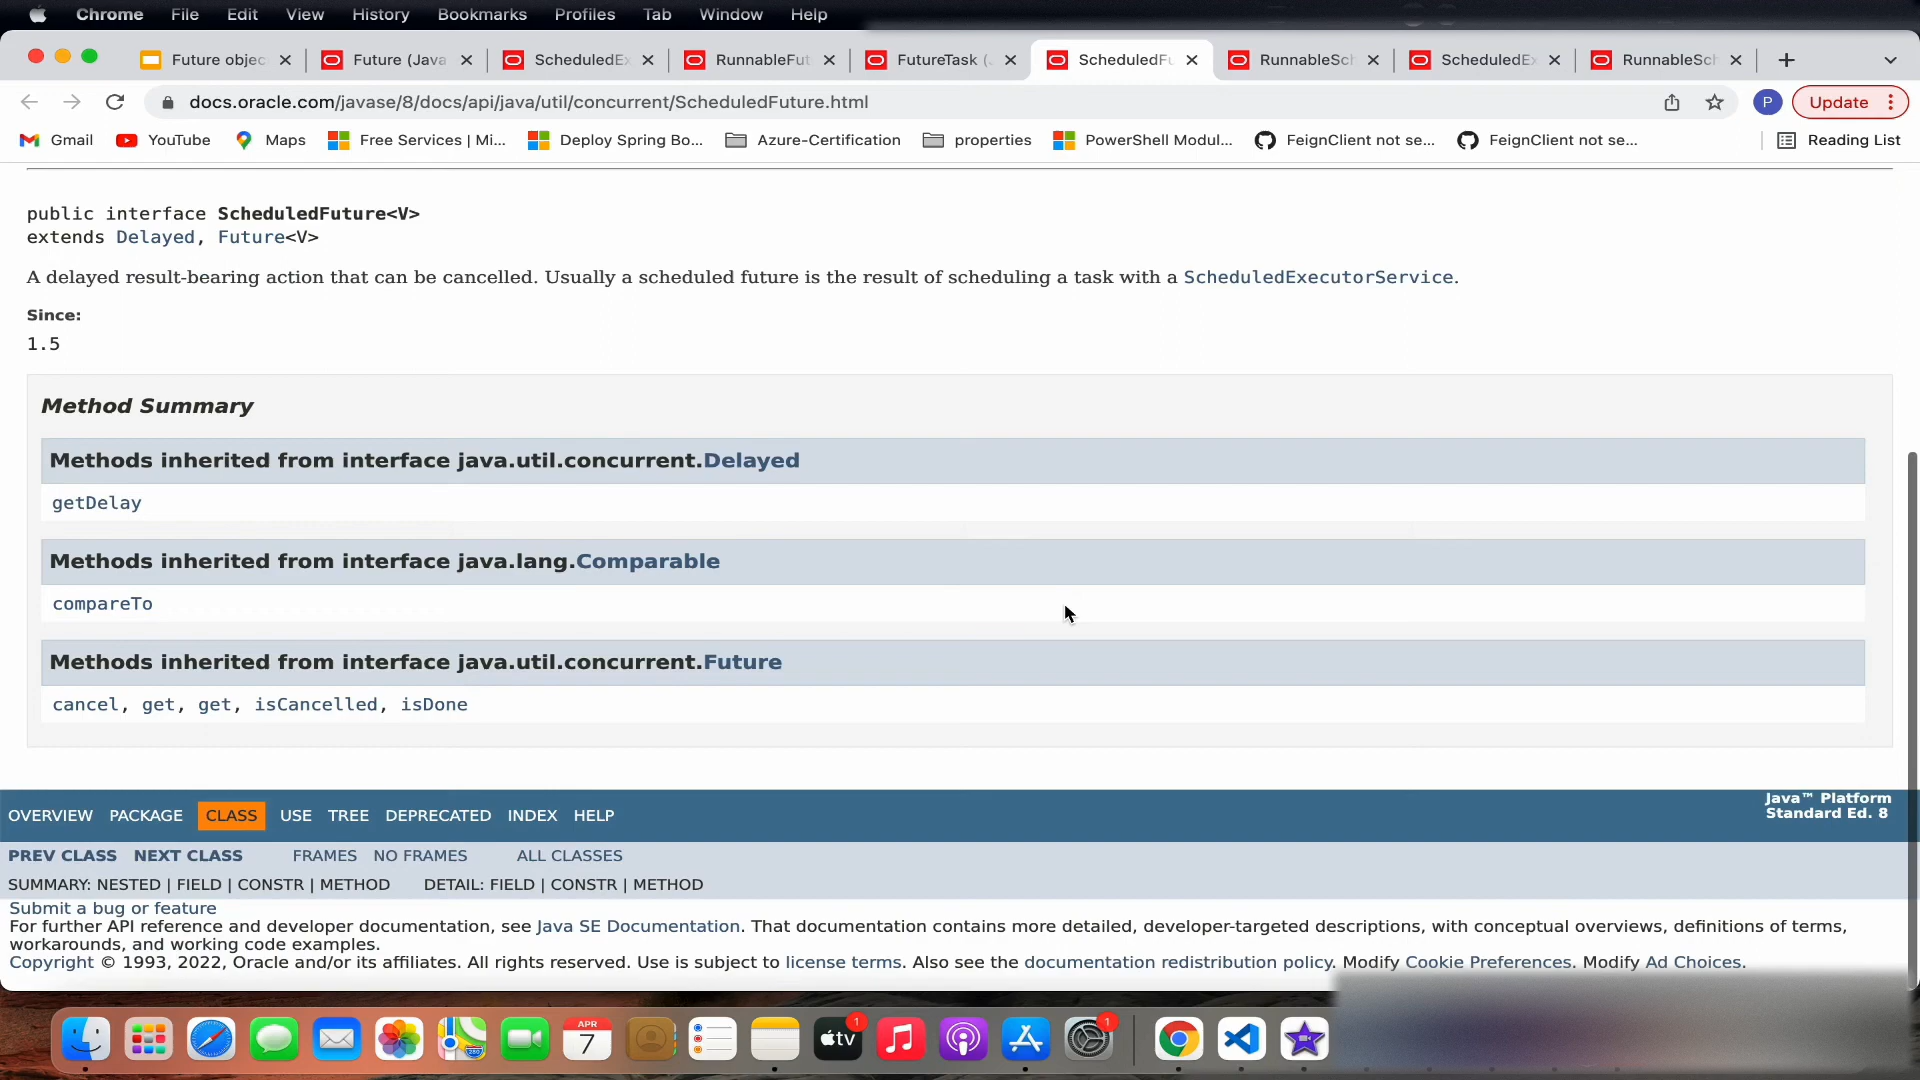 Chrome File Edit View History Bookmarks Profiles Tab Window Help
Future objec Future (Java ScheduledEx RunnableFut FutureTask ( ScheduledFu RunnableSch ScheduledEx RunnableSch
docs.oracle.com/javase/8/docs/api/java/util/concurrent/ScheduledFuture.html P Update
Gmail YouTube Maps Free Services | Mi... Deploy Spring Bo... Azure-Certification properties PowerShell Modul... FeignClient not se... FeignClient not se... Reading List
public interface ScheduledFuture<V>
extends Delayed, Future<V>
A delayed result-bearing action that can be cancelled. Usually a scheduled future is the result of scheduling a task with a ScheduledExecutorService.
Since:
1.5
Method Summary
Methods inherited from interface java.util.concurrent.Delayed
getDelay
Methods inherited from interface java.lang.Comparable
compareTo
Methods inherited from interface java.util.concurrent.Future
cancel, get, get, isCancelled, isDone
OVERVIEW PACKAGE CLASS USE TREE DEPRECATED INDEX HELP
Java™ Platform
Standard Ed. 8
PREV CLASS NEXT CLASS FRAMES NO FRAMES ALL CLASSES
SUMMARY: NESTED | FIELD | CONSTR | METHOD DETAIL: FIELD | CONSTR | METHOD
Submit a bug or feature
For further API reference and developer documentation, see Java SE Documentation. That documentation contains more detailed, developer-targeted descriptions, with conceptual overviews, definitions of terms,
workarounds, and working code examples.
Copyright © 1993, 2022, Oracle and/or its affiliates. All rights reserved. Use is subject to license terms. Also see the documentation redistribution policy. Modify Cookie Preferences. Modify Ad Choices.
APR
7
280
tv
1
1